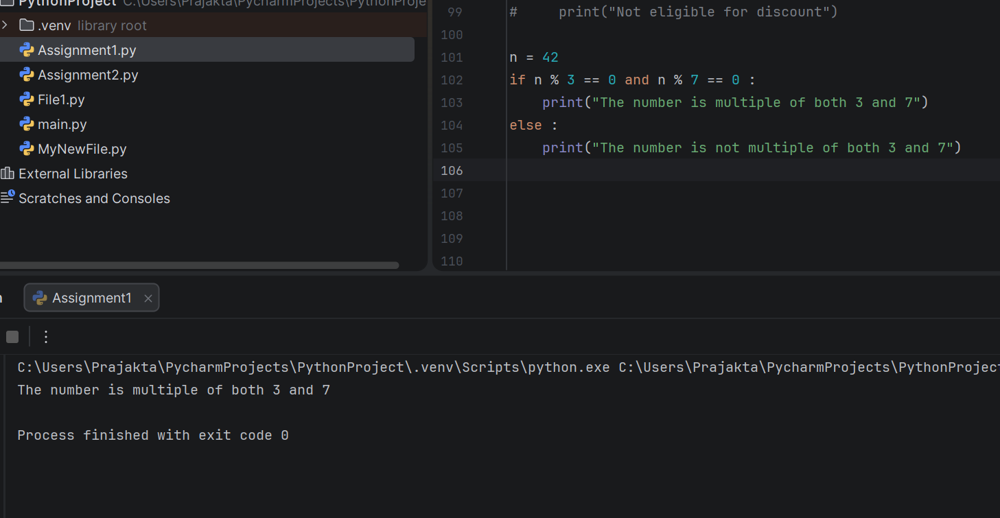 PythonProject C:\Users\Prajakta\PycharmProjects\PythonProje
.venv library root
Assignment1.py
Assignment2.py
File1.py
main.py
MyNewFile.py
External Libraries
Scratches and Consoles
99 #     print("Not eligible for discount")
100
101 n = 42
102 if n % 3 == 0 and n % 7 == 0 :
103     print("The number is multiple of both 3 and 7")
104 else :
105     print("The number is not multiple of both 3 and 7")
106
107
108
109
110
Assignment1
C:\Users\Prajakta\PycharmProjects\PythonProject\.venv\Scripts\python.exe C:\Users\Prajakta\PycharmProjects\PythonProject
The number is multiple of both 3 and 7
Process finished with exit code 0